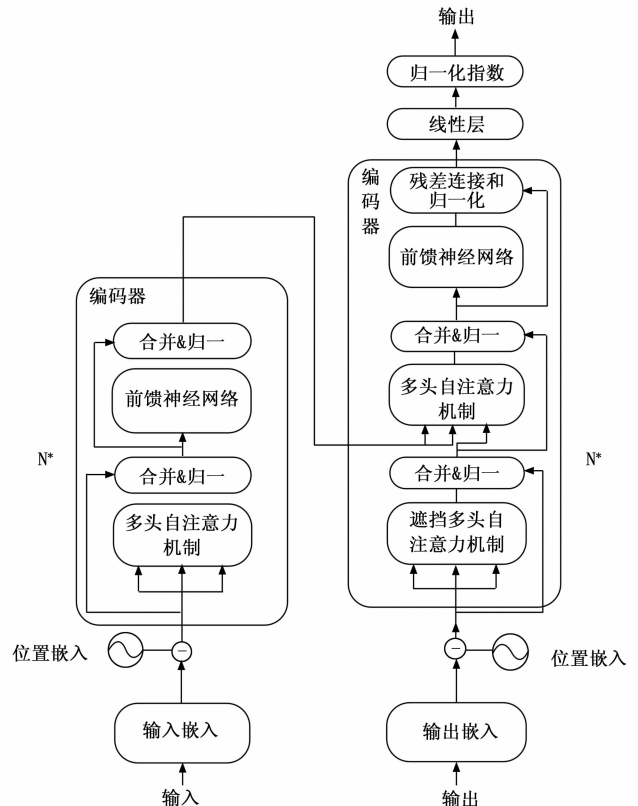 输出
归一化指数
线性层
编
码
器
残差连接和
归一化
前馈神经网络
合并&归一
多头自注意力
机制
合并&归一
遮挡多头自
注意力机制
N*
−
位置嵌入
输出嵌入
输出
编码器
合并&归一
前馈神经网络
合并&归一
多头自注意力
机制
N*
位置嵌入
−
输入嵌入
输入